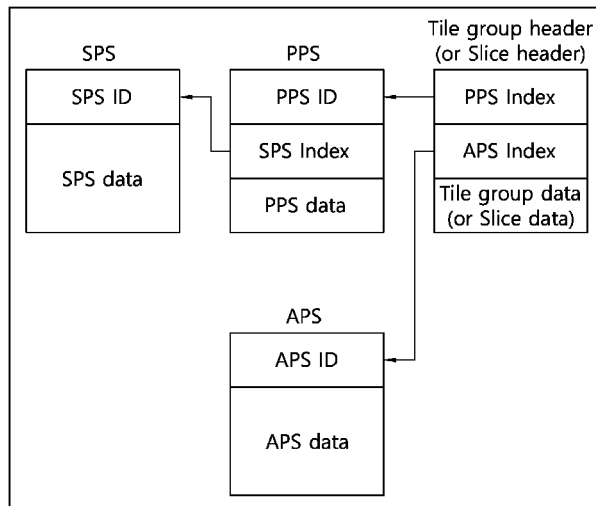 SPS
SPS ID
SPS data
PPS
PPS ID
SPS Index
PPS data
Tile group header
(or Slice header)
PPS Index
APS Index
Tile group data
(or Slice data)
APS
APS ID
APS data